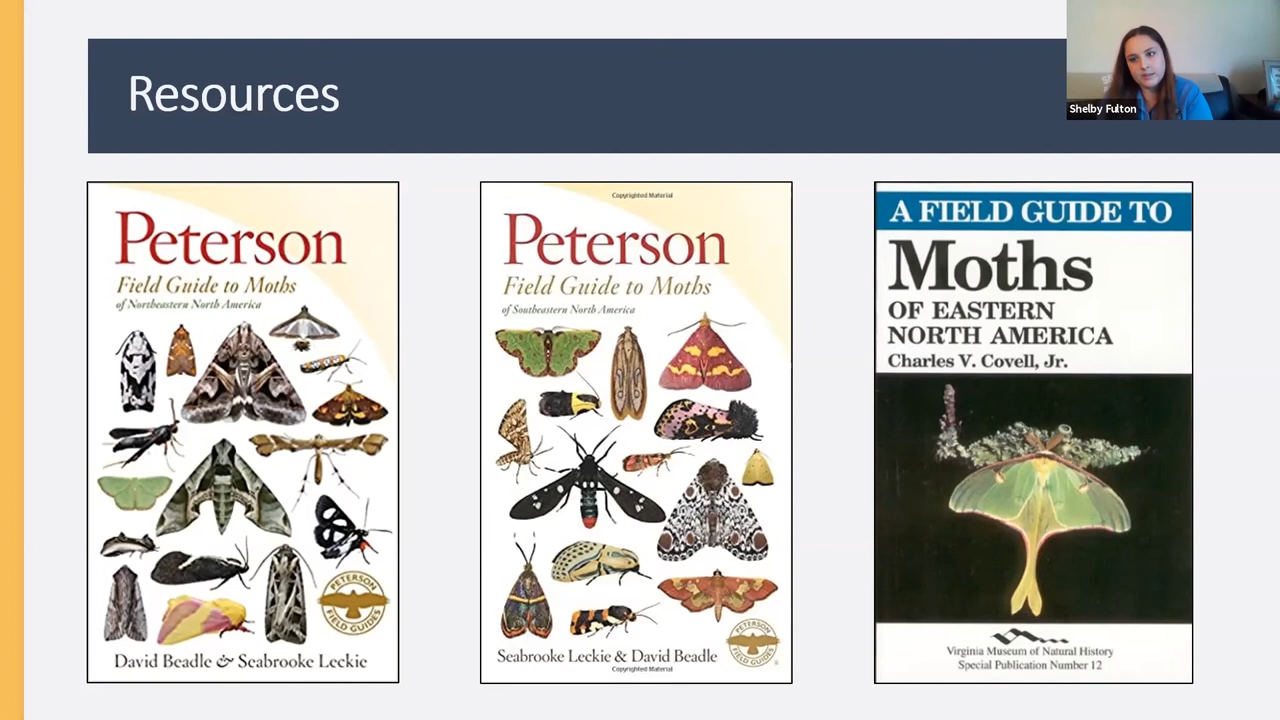 Resources
Shelby Fulton
Peterson
Field Guide to Moths
of Northeastern North America
PETERSON
FIELD GUIDES
David Beadle & Seabrooke Leckie
Copyrighted Material
Peterson
Field Guide to Moths
of Southeastern North America
PETERSON
FIELD GUIDES
Seabrooke Leckie & David Beadle
Copyrighted Material
A FIELD GUIDE TO
Moths
OF EASTERN
NORTH AMERICA
Charles V. Covell, Jr.
Virginia Museum of Natural History
Special Publication Number 12